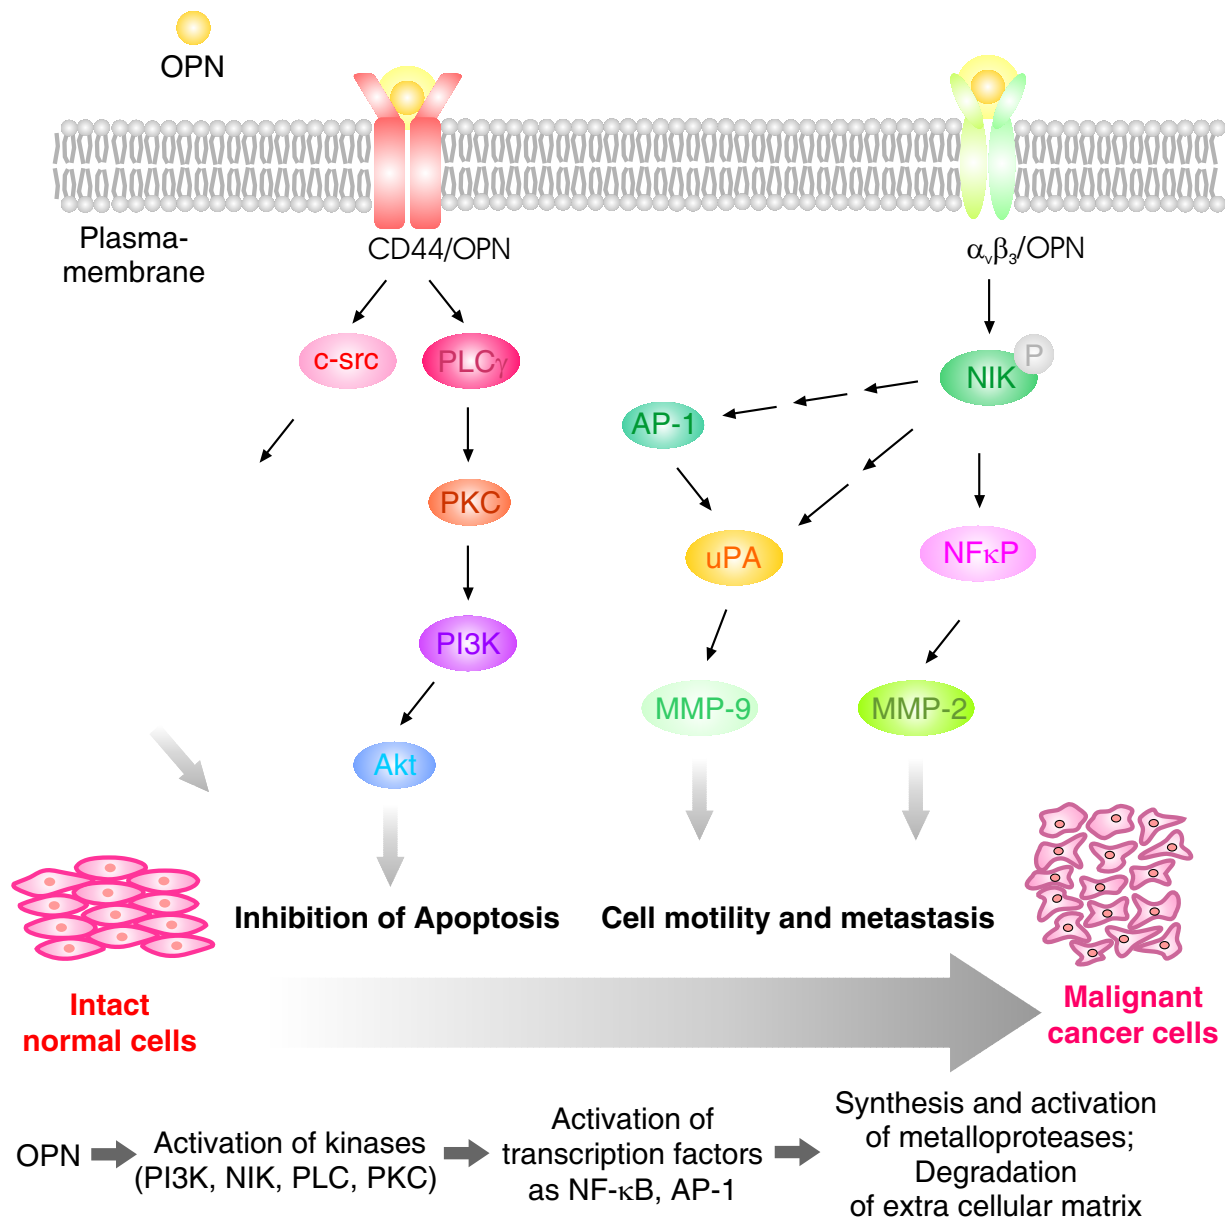 OPN
Plasma-
membrane
CD44/OPN
αvβ3/OPN
c-src
PLCγ
NIK
P
AP-1
PKC
uPA
NFκP
PI3K
MMP-9
MMP-2
Akt
Inhibition of Apoptosis
Cell motility and metastasis
Intact
normal cells
Malignant
cancer cells
OPN
Activation of kinases
(PI3K, NIK, PLC, PKC)
Activation of
transcription factors
as NF-κB, AP-1
Synthesis and activation
of metalloproteases;
Degradation
of extra cellular matrix